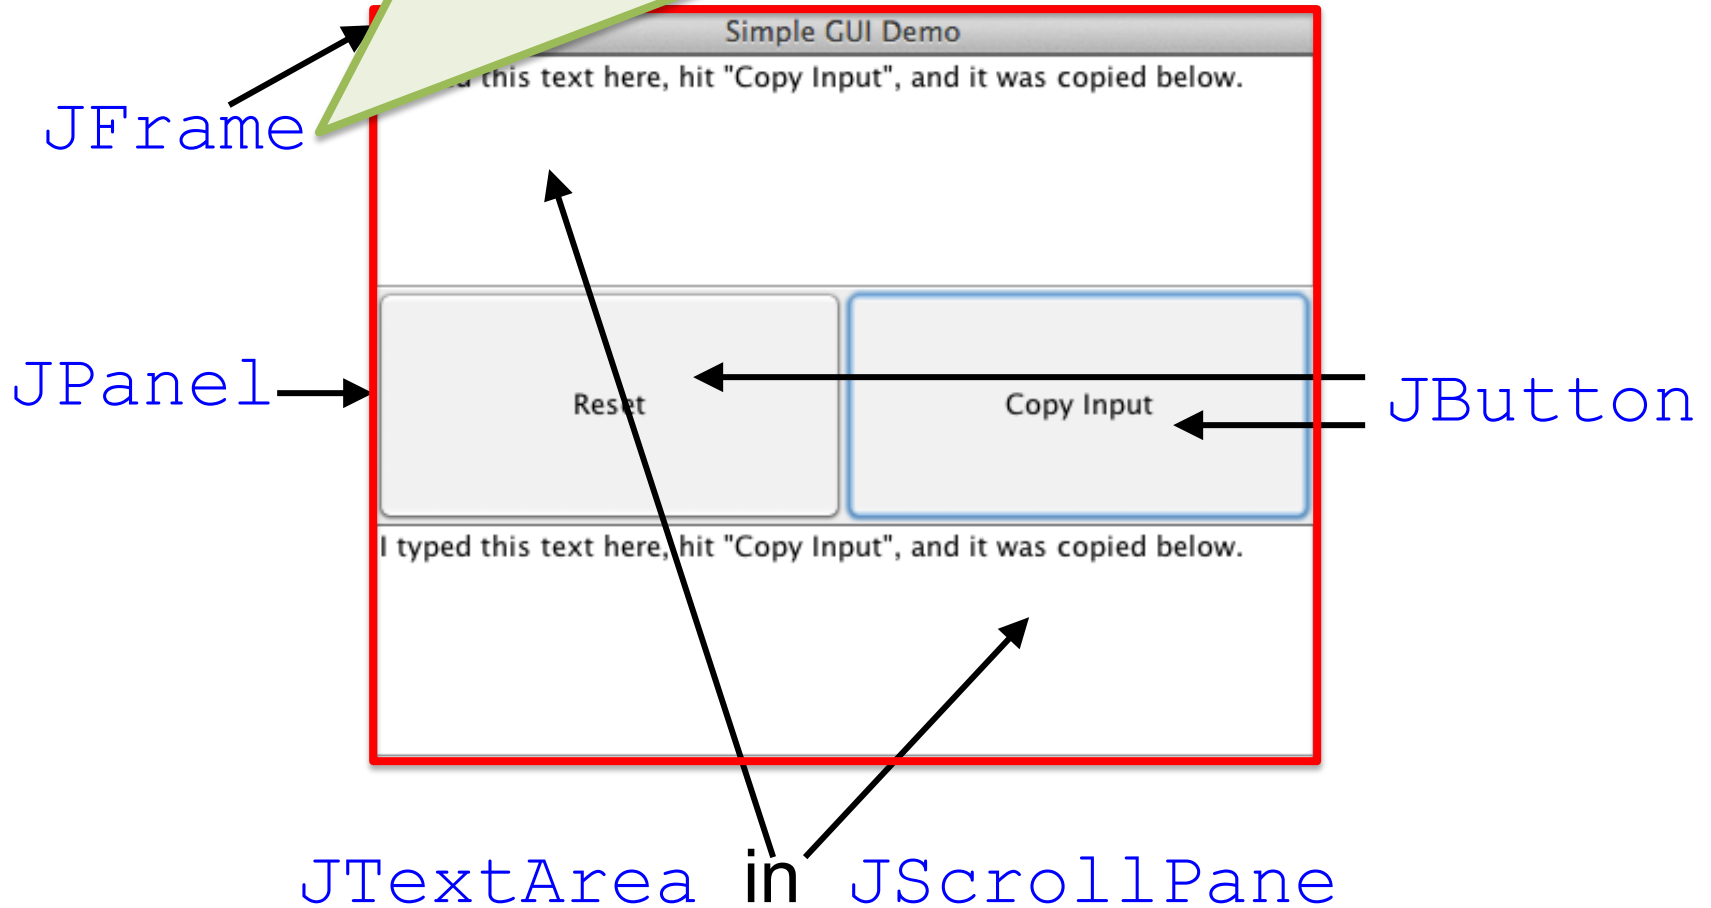 Simple GUI Demo
this text here, hit "Copy Input", and it was copied below.
JFrame
JPanel
Reset
Copy Input
JButton
I typed this text here, hit "Copy Input", and it was copied below.
JTextArea in JScrollPane